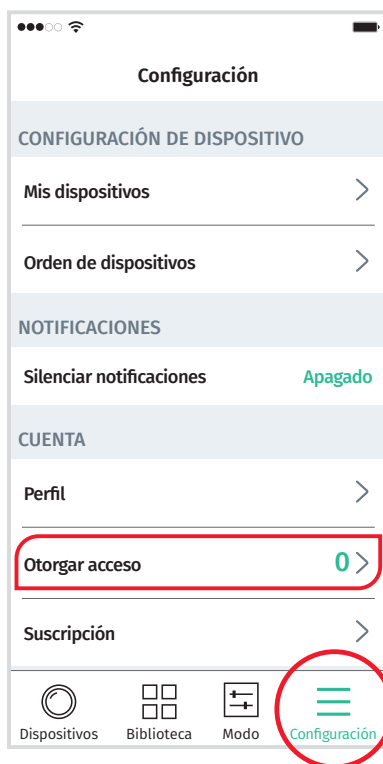 Configuración
CONFIGURACIÓN DE DISPOSITIVO
Mis dispositivos
Orden de dispositivos
NOTIFICACIONES
Silenciar notificaciones Apagado
CUENTA
Perfil
Otorgar acceso 0
Suscripción
Dispositivos Biblioteca Modo Configuración